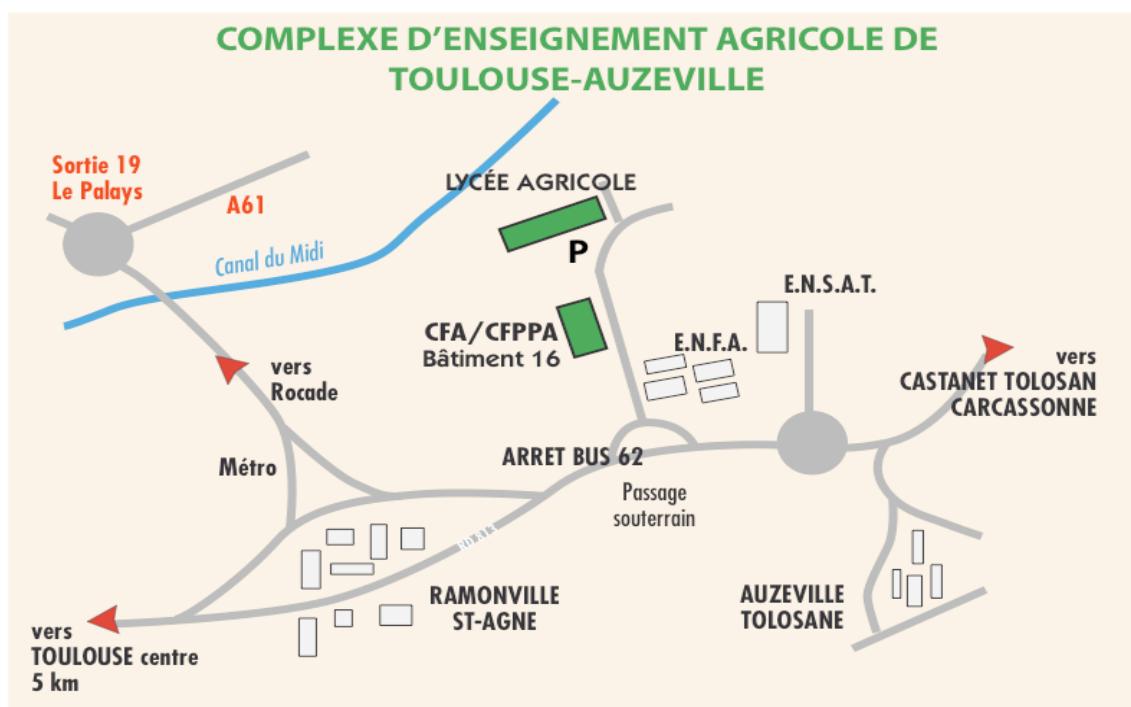 COMPLEXE D'ENSEIGNEMENT AGRICOLE DE
TOULOUSE-AUZEVILLE
Sortie 19
Le Palays
A61
Canal du Midi
LYCÉE AGRICOLE
P
CFA/CFPPA
Bâtiment 16
E.N.S.A.T.
E.N.F.A.
vers
CASTANET TOLOSAN
CARCASSONNE
vers
Rocade
Métro
ARRET BUS 62
Passage
souterrain
RD 813
RAMONVILLE
ST-AGNE
AUZEVILLE
TOLOSANE
vers
TOULOUSE centre
5 km